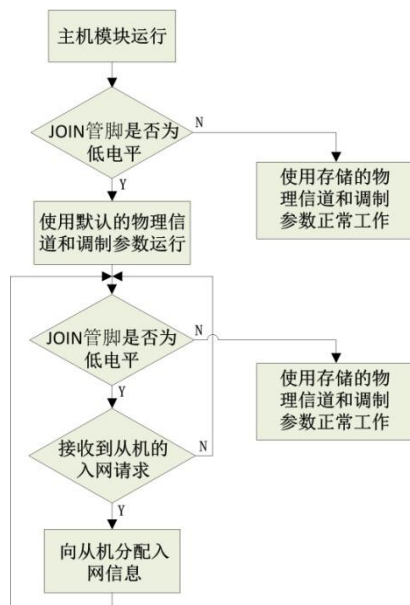 主机模块运行
JOIN管脚是否为
低电平
N
Y
使用存储的物
理信道和调制
参数正常工作
使用默认的物理信
道和调制参数运行
JOIN管脚是否为
低电平
N
Y
使用存储的物
理信道和调制
参数正常工作
接收到从机的
入网请求
N
Y
向从机分配入
网信息